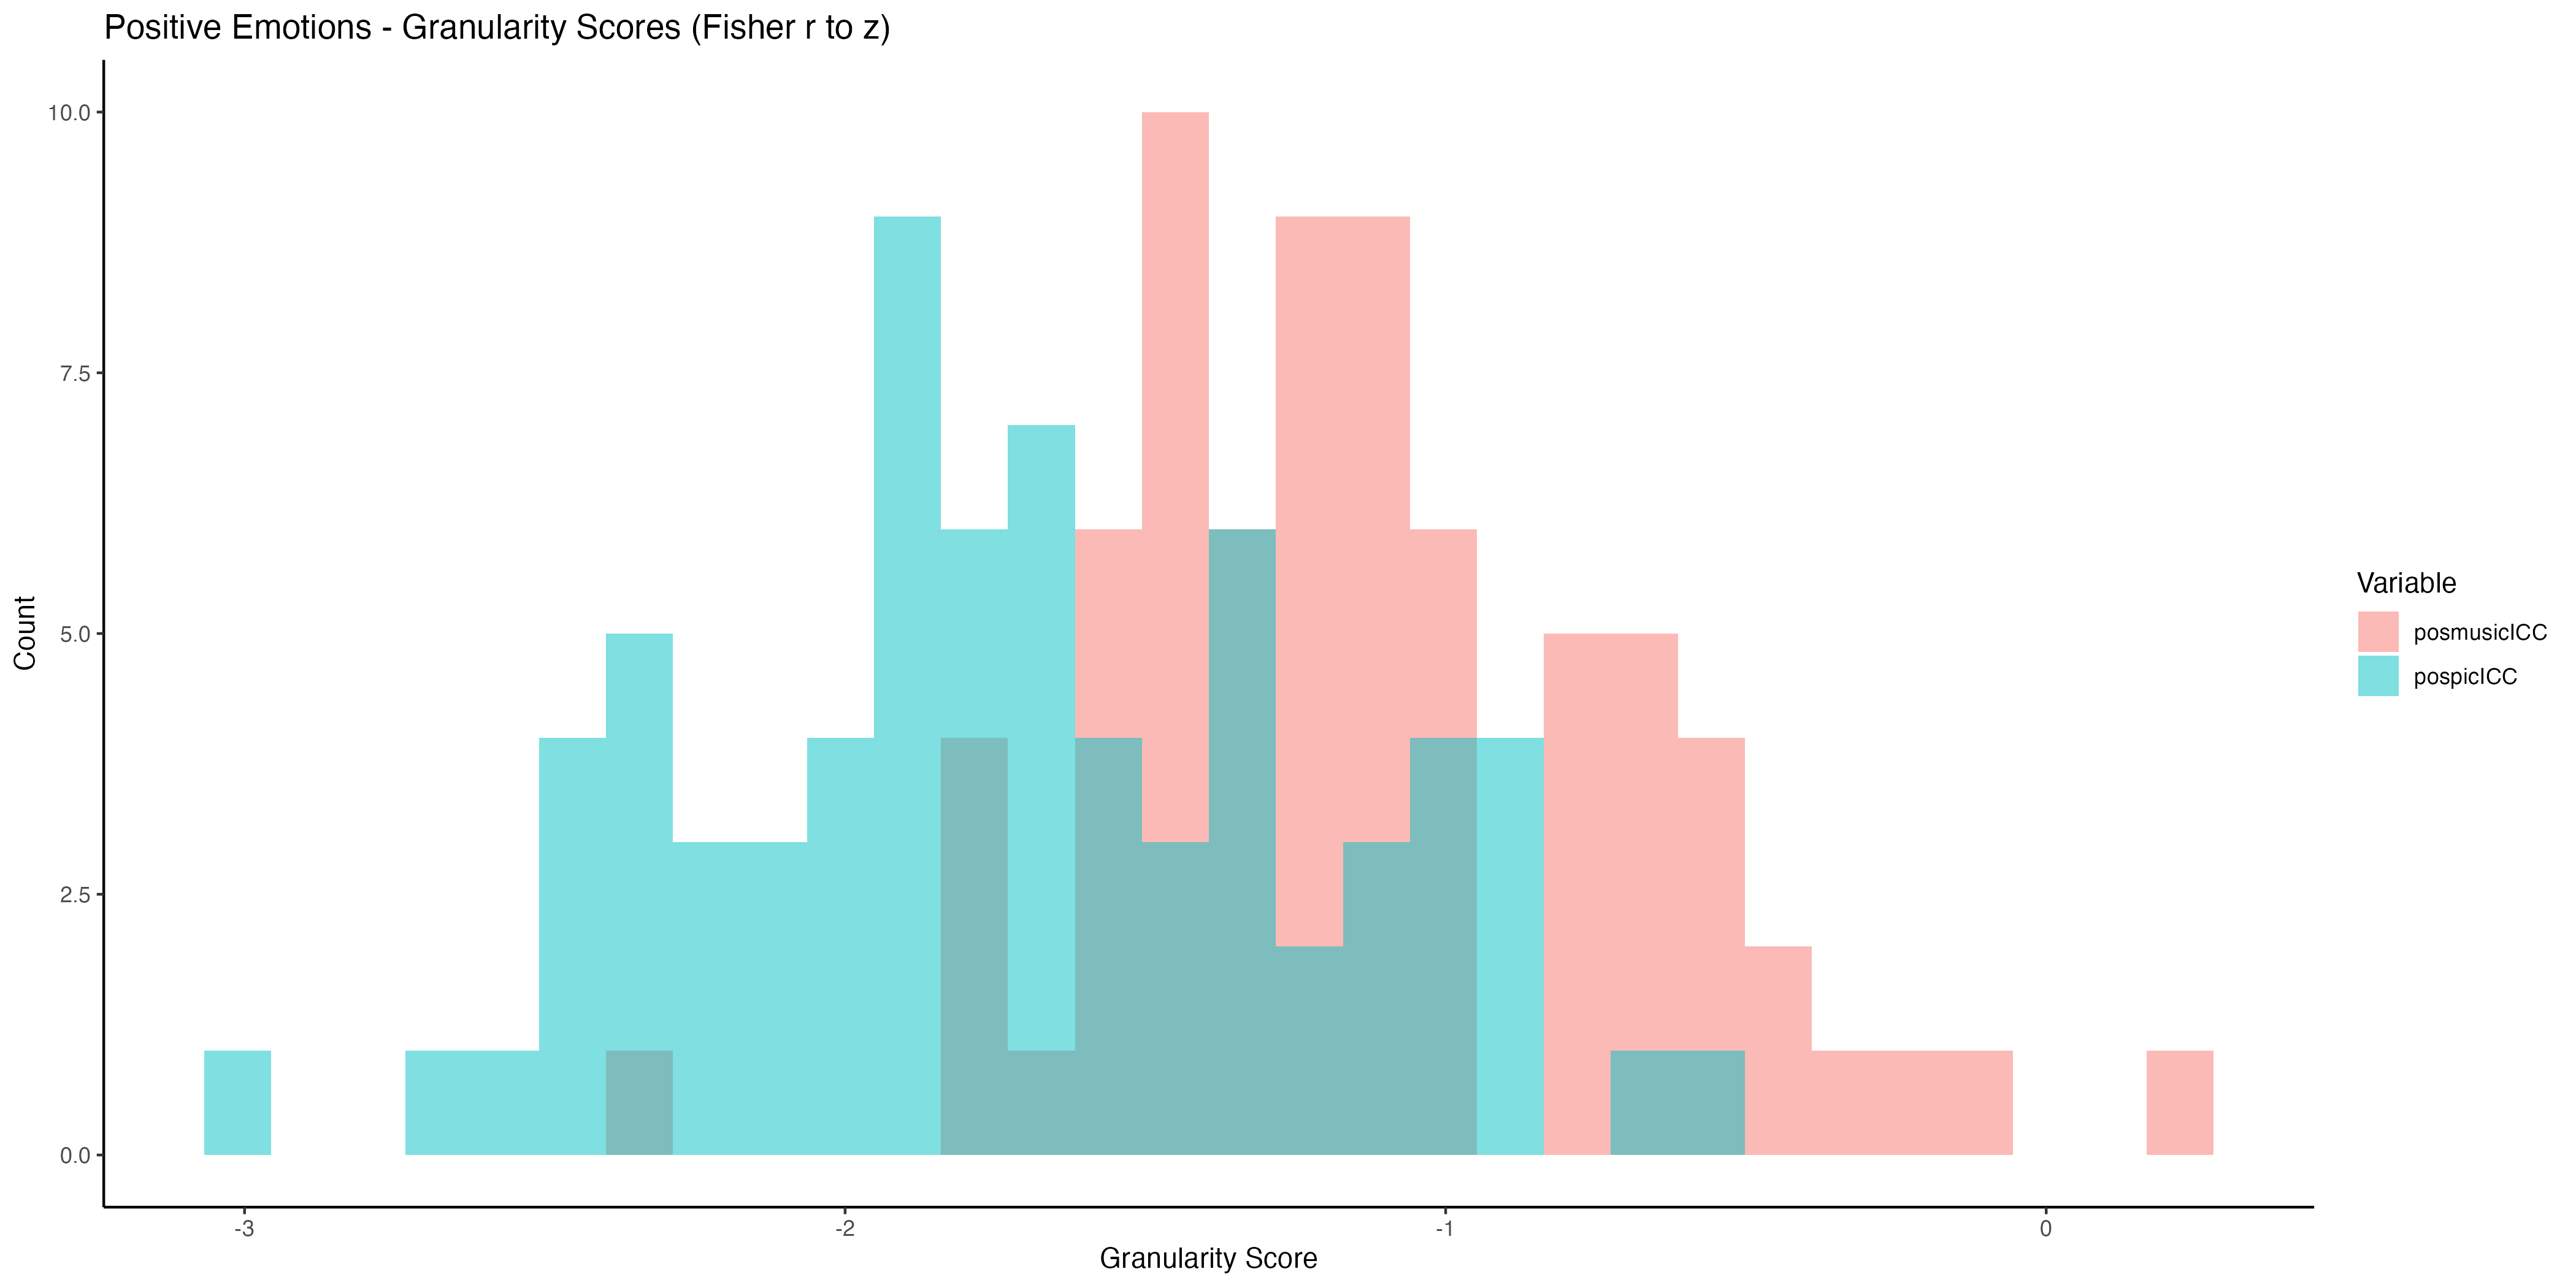 Positive Emotions - Granularity Scores (Fisher r to z)
10.0
7.5
5.0
2.5
0.0
Count
-3
-2
-1
0
Granularity Score
Variable
posmusicICC
pospicICC